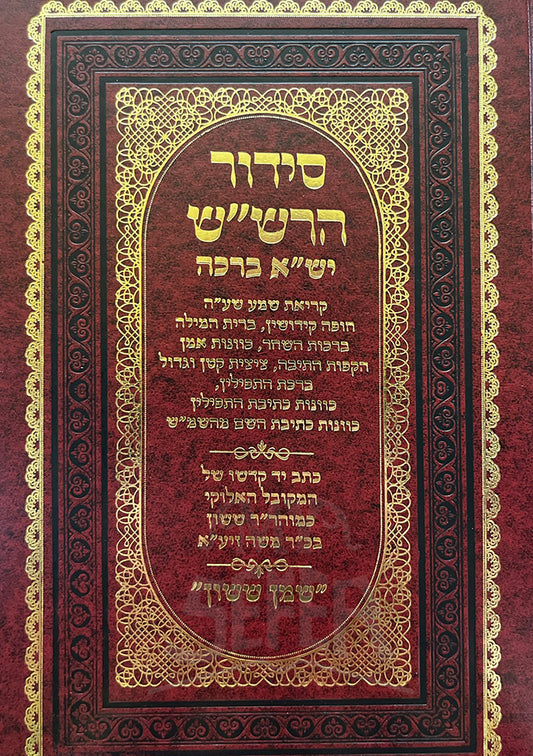 סידור
הרש״ש
יש״א ברכה
קריאת שמע שע״ה
חופה קידושין, ברית המילה
ברכות השחר, כוונות אמן
הקפות התיבה, ציצית קטן וגדול
ברכת התפילין,
כוונות כתיבת התפילין
כוונות כתיבת השם מהשמ״ש
כתב יד קדשו של
המקובל האלוקי
כמוהר״ר ששון
בכ״ר משה זיע״א
״שמן ששון״
SEFER